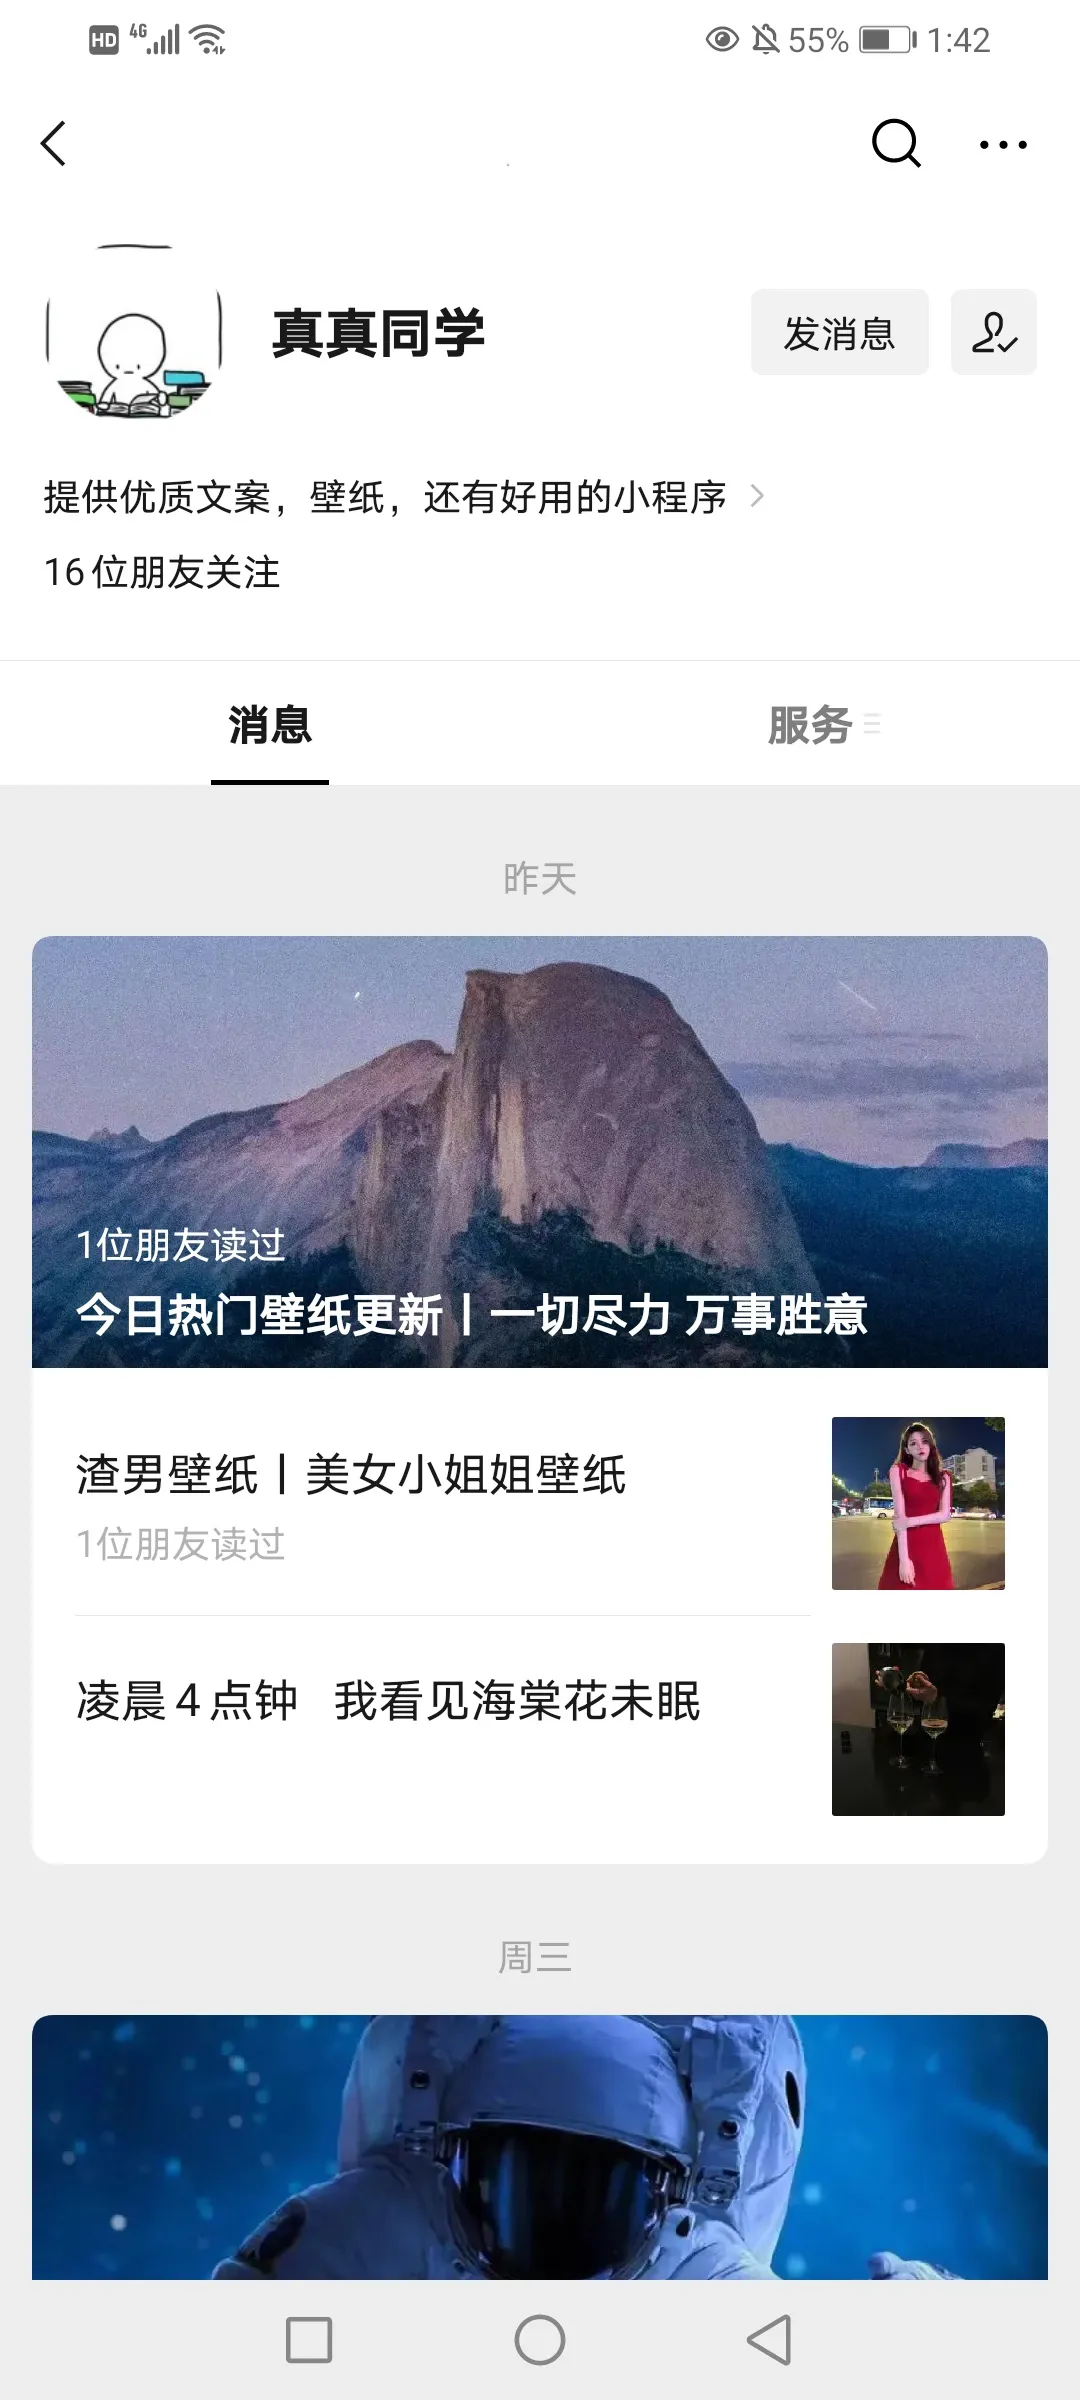 HD 4G 55% 1:42
真真同学
发消息
提供优质文案，壁纸，还有好用的小程序
16位朋友关注
消息
服务
昨天
1位朋友读过
今日热门壁纸更新丨一切尽力 万事胜意
渣男壁纸丨美女小姐姐壁纸
1位朋友读过
凌晨4点钟 我看见海棠花未眠
周三